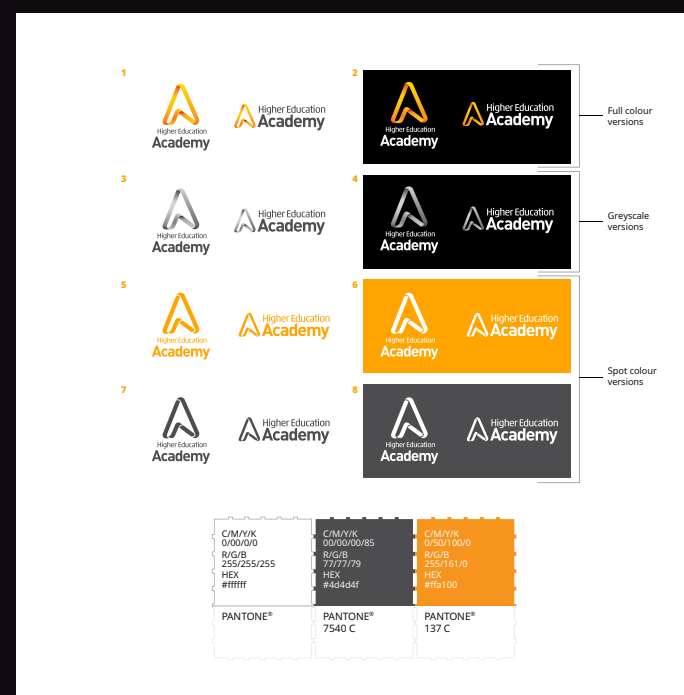 1
Higher Education
Academy
Higher Education
Academy
2
Higher Education
Academy
Higher Education
Academy
Full colour
versions
3
Higher Education
Academy
Higher Education
Academy
4
Higher Education
Academy
Higher Education
Academy
Greyscale
versions
5
Higher Education
Academy
Higher Education
Academy
6
Higher Education
Academy
Higher Education
Academy
Spot colour
versions
7
Higher Education
Academy
Higher Education
Academy
8
Higher Education
Academy
Higher Education
Academy
C/M/Y/K
0/00/0/0
R/G/B
255/255/255
HEX
#ffffff
PANTONE®
C/M/Y/K
00/00/00/85
R/G/B
77/77/79
HEX
#4d4d4f
PANTONE®
7540 C
C/M/Y/K
0/50/100/0
R/G/B
255/161/0
HEX
#ffa100
PANTONE®
137 C